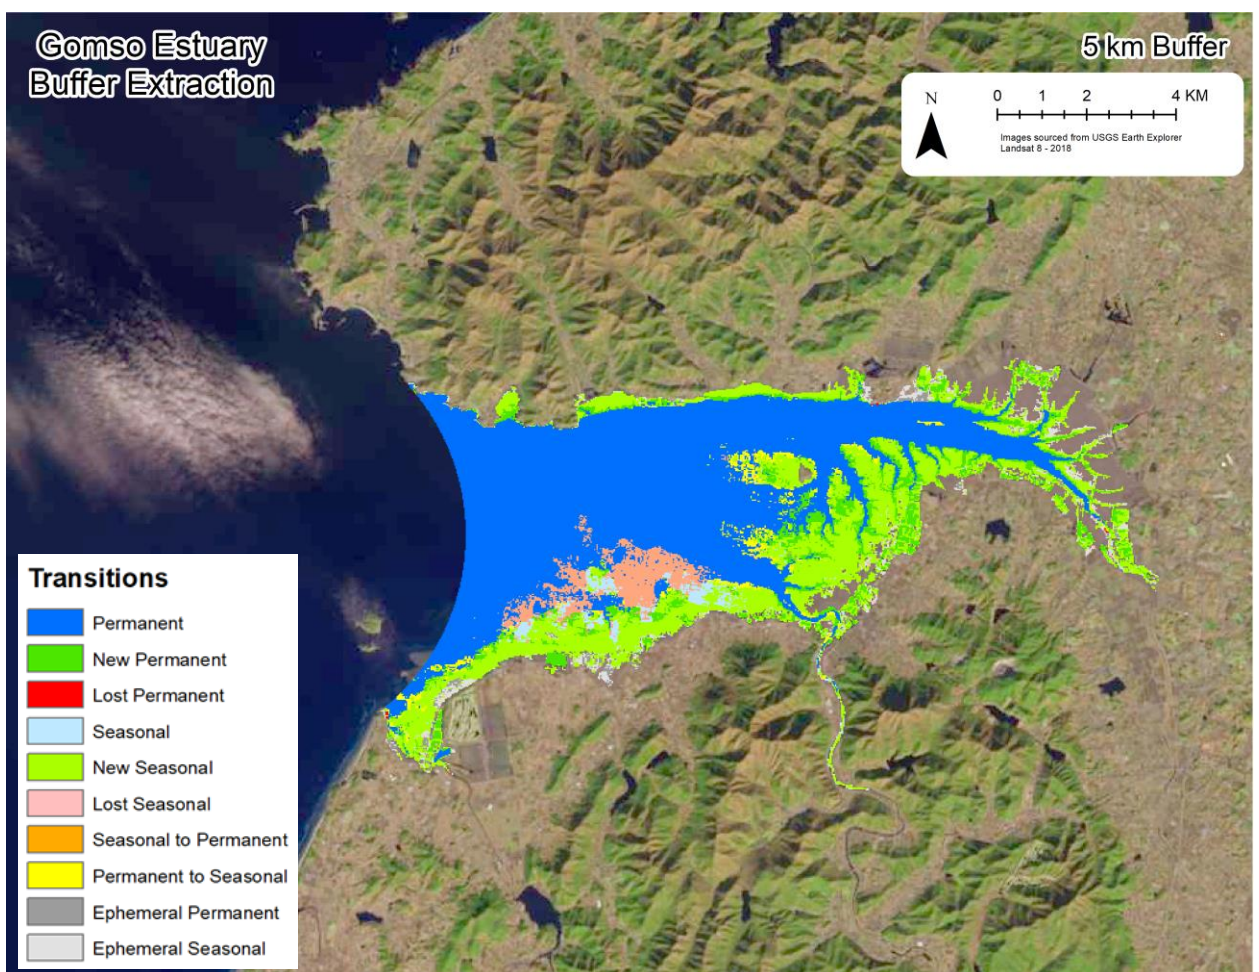 Gomso Estuary
Buffer Extraction
5 km Buffer
N
0 1 2 4 KM
Images sourced from USGS Earth Explorer
Landsat 8 - 2018
Transitions
Permanent
New Permanent
Lost Permanent
Seasonal
New Seasonal
Lost Seasonal
Seasonal to Permanent
Permanent to Seasonal
Ephemeral Permanent
Ephemeral Seasonal